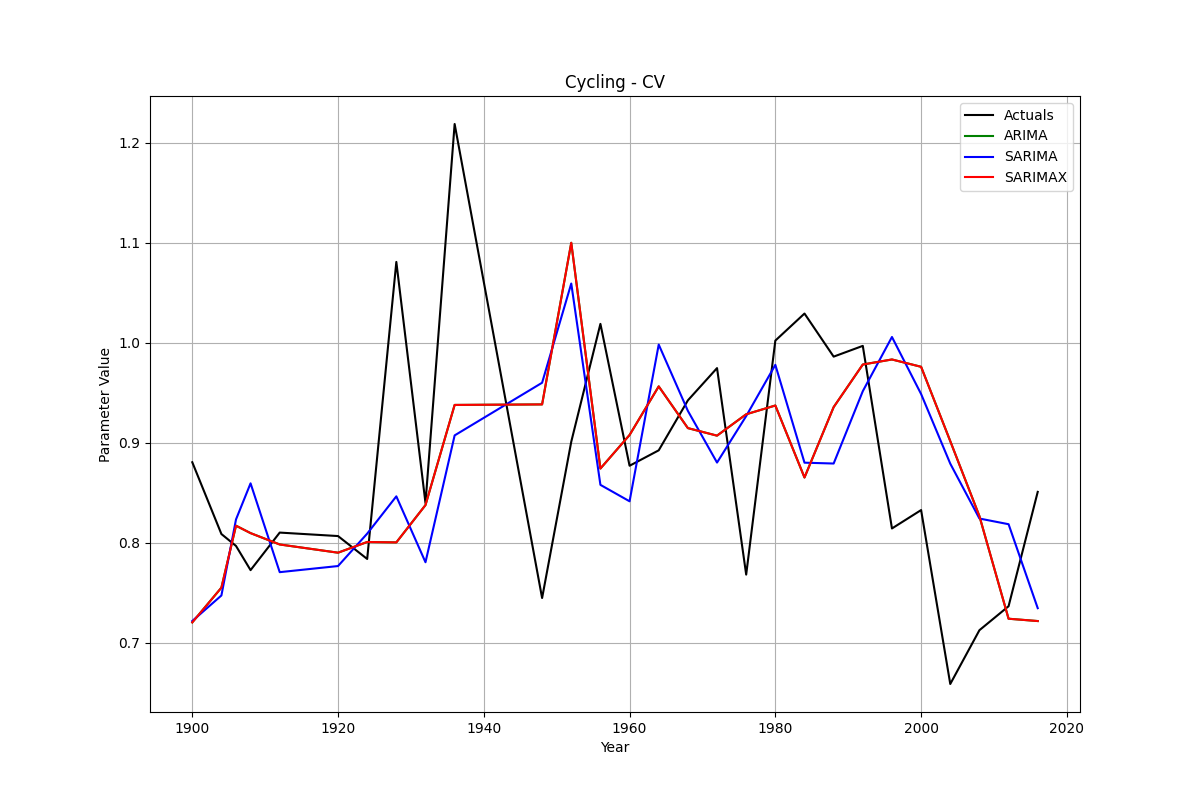 Cycling - CV
Actuals
ARIMA
SARIMA
SARIMAX
Parameter Value
1.2
1.1
1.0
0.9
0.8
0.7
1900 1920 1940 1960 1980 2000 2020
Year